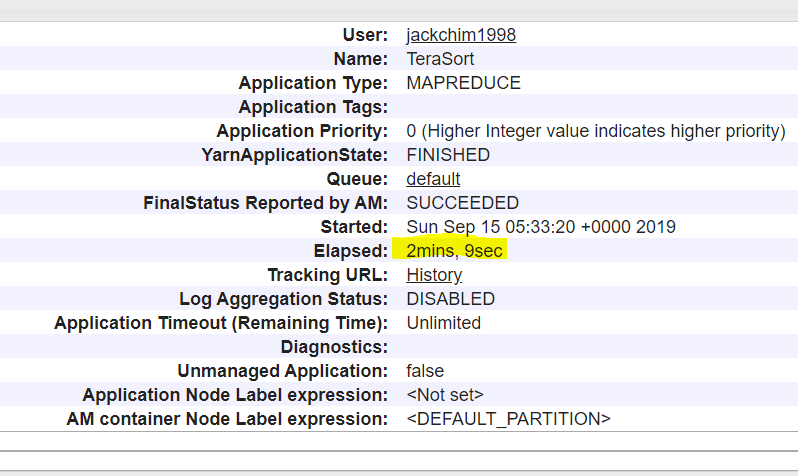 User: jackchim1998
Name: TeraSort
Application Type: MAPREDUCE
Application Tags:
Application Priority: 0 (Higher Integer value indicates higher priority)
YarnApplicationState: FINISHED
Queue: default
FinalStatus Reported by AM: SUCCEEDED
Started: Sun Sep 15 05:33:20 +0000 2019
Elapsed: 2mins, 9sec
Tracking URL: History
Log Aggregation Status: DISABLED
Application Timeout (Remaining Time): Unlimited
Diagnostics:
Unmanaged Application: false
Application Node Label expression: <Not set>
AM container Node Label expression: <DEFAULT_PARTITION>